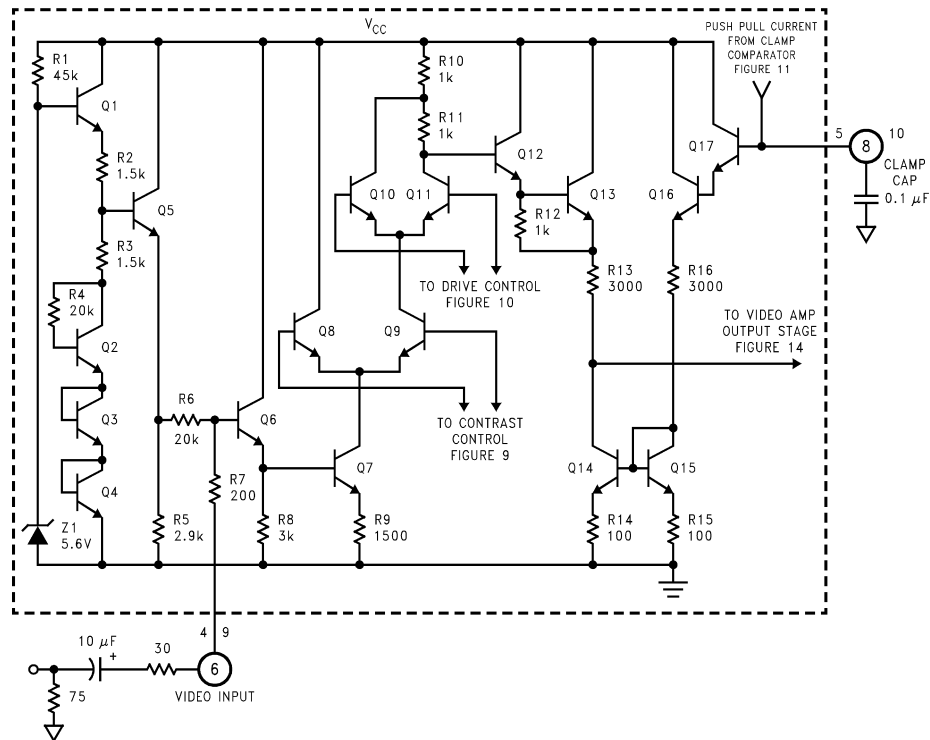 V_CC
PUSH PULL CURRENT
FROM CLAMP
COMPARATOR
FIGURE 11
R1
45k
Q1
R2
1.5k
Q5
R3
1.5k
R4
20k
Q2
Q3
Q4
Z1
5.6V
R5
2.9k
R6
20k
R7
200
Q6
R8
3k
Q7
R9
1500
Q8
Q9
TO CONTRAST
CONTROL
FIGURE 9
R10
1k
R11
1k
Q10
Q11
TO DRIVE CONTROL
FIGURE 10
Q12
R12
1k
Q13
R13
3000
Q16
Q17
R16
3000
TO VIDEO AMP
OUTPUT STAGE
FIGURE 14
Q14
Q15
R14
100
R15
100
5
8
10
CLAMP
CAP
0.1 µF
4
9
10 µF
+
30
6
75
VIDEO INPUT